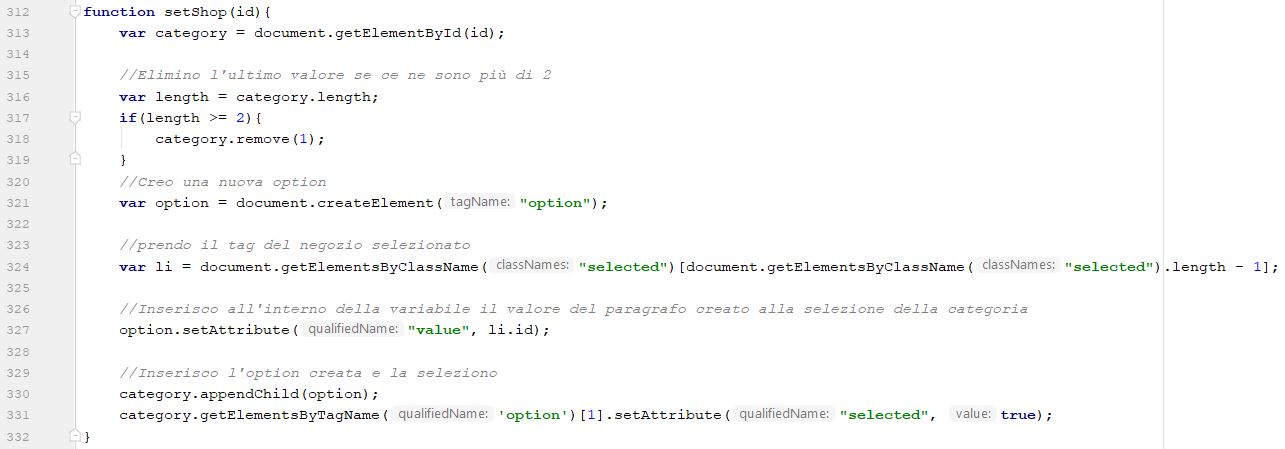 312 function setShop(id){
313 var category = document.getElementById(id);
314
315 //Elimino l'ultimo valore se ce ne sono più di 2
316 var length = category.length;
317 if(length >= 2){
318 category.remove(1);
319 }
320 //Creo una nuova option
321 var option = document.createElement( tagName: "option");
322
323 //prendo il tag del negozio selezionato
324 var li = document.getElementsByClassName( classNames: "selected")[document.getElementsByClassName( classNames: "selected").length - 1];
325
326 //Inserisco all'interno della variabile il valore del paragrafo creato alla selezione della categoria
327 option.setAttribute( qualifiedName: "value", li.id);
328
329 //Inserisco l'option creata e la seleziono
330 category.appendChild(option);
331 category.getElementsByTagName( qualifiedName: 'option')[1].setAttribute( qualifiedName: "selected", value: true);
332 }